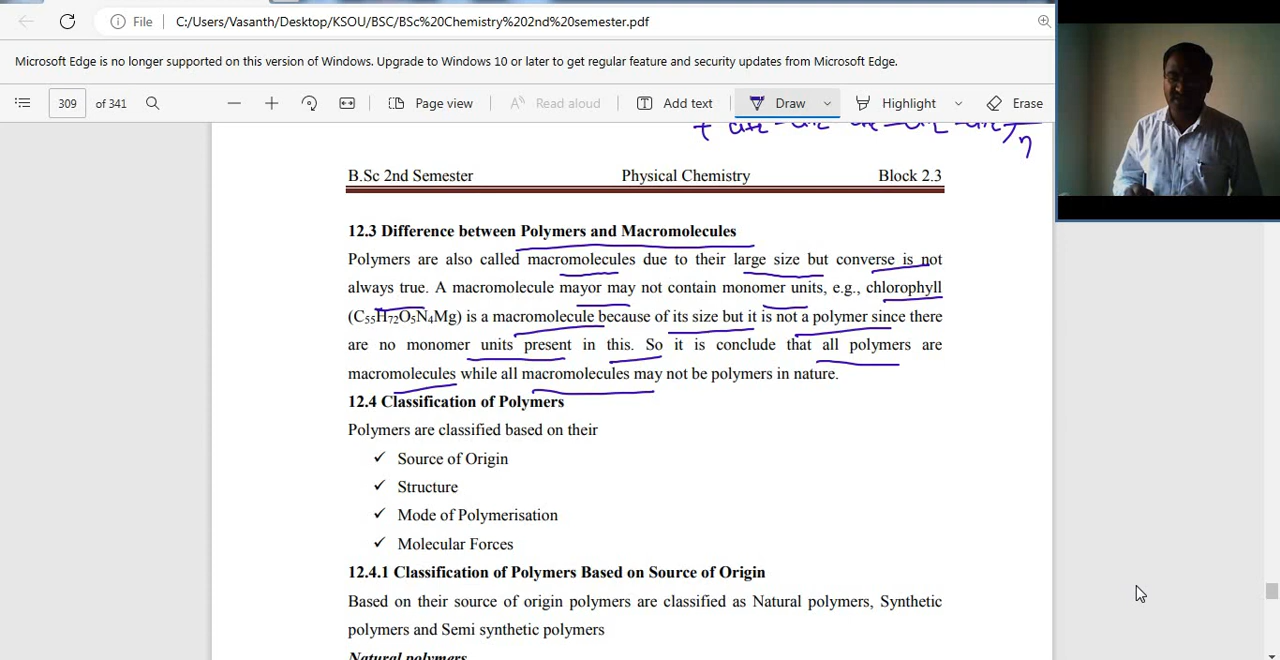 File C:/Users/Vasanth/Desktop/KSOU/BSC/BSc%20Chemistry%202nd%20semester.pdf
Microsoft Edge is no longer supported on this version of Windows. Upgrade to Windows 10 or later to get regular feature and security updates from Microsoft Edge.
309 of 341 Page view Read aloud Add text Draw Highlight Erase
B.Sc 2nd Semester Physical Chemistry Block 2.3
12.3 Difference between Polymers and Macromolecules
Polymers are also called macromolecules due to their large size but converse is not
always true. A macromolecule mayor may not contain monomer units, e.g., chlorophyll
(C₅₅H₇₂O₅N₄Mg) is a macromolecule because of its size but it is not a polymer since there
are no monomer units present in this. So it is conclude that all polymers are
macromolecules while all macromolecules may not be polymers in nature.
12.4 Classification of Polymers
Polymers are classified based on their
✓ Source of Origin
✓ Structure
✓ Mode of Polymerisation
✓ Molecular Forces
12.4.1 Classification of Polymers Based on Source of Origin
Based on their source of origin polymers are classified as Natural polymers, Synthetic
polymers and Semi synthetic polymers
Natural polymers